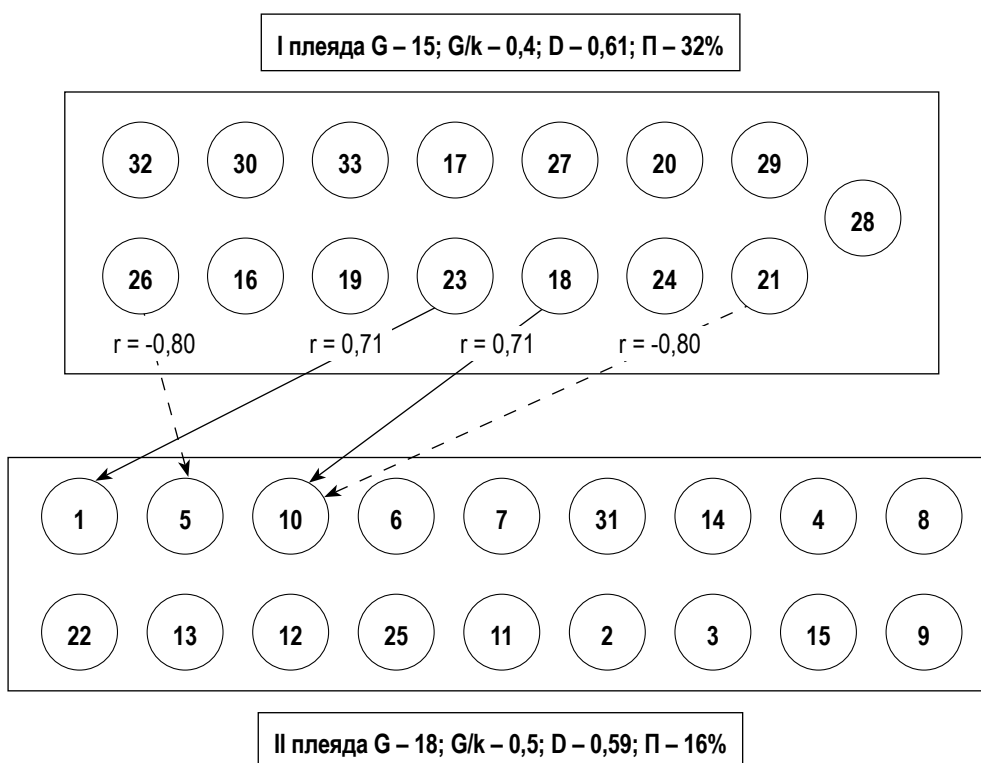 I плеяда G – 15; G/k – 0,4; D – 0,61; П – 32%
32 30 33 17 27 20 29
28
26 16 19 23 18 24 21
r = -0,80 r = 0,71 r = 0,71 r = -0,80
1 5 10 6 7 31 14 4 8
22 13 12 25 11 2 3 15 9
II плеяда G – 18; G/k – 0,5; D – 0,59; П – 16%